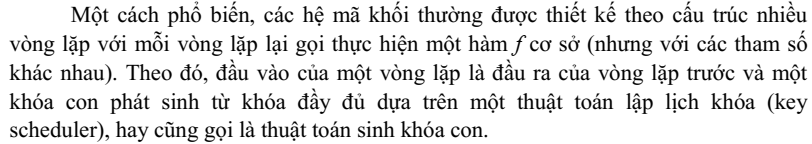 Một cách phổ biến, các hệ mã khối thường được thiết kế theo cấu trúc nhiều
vòng lặp với mỗi vòng lặp lại gọi thực hiện một hàm f cơ sở (nhưng với các tham số
khác nhau). Theo đó, đầu vào của một vòng lặp là đầu ra của vòng lặp trước và một
khóa con phát sinh từ khóa đầy đủ dựa trên một thuật toán lập lịch khóa (key
scheduler), hay cũng gọi là thuật toán sinh khóa con.